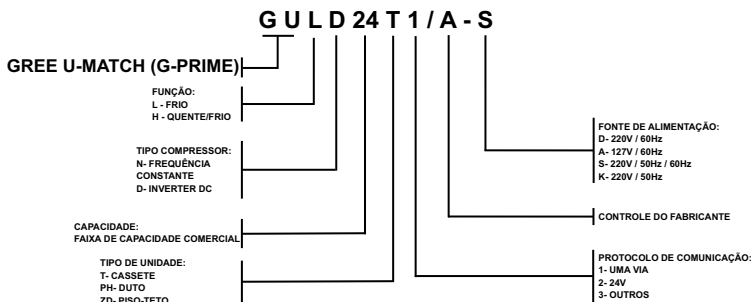 G U L D 24 T 1 / A - S
GREE U-MATCH (G-PRIME)
FUNÇÃO:
L - FRIO
H - QUENTE/FRIO
TIPO COMPRESSOR:
N- FREQUÊNCIA
CONSTANTE
D- INVERTER DC
CAPACIDADE:
FAIXA DE CAPACIDADE COMERCIAL
TIPO DE UNIDADE:
T- CASSETE
PH- DUTO
ZD- PISO-TETO
FONTE DE ALIMENTAÇÃO:
D- 220V / 60Hz
A- 127V / 60Hz
S- 220V / 50Hz / 60Hz
K- 220V / 50Hz
CONTROLE DO FABRICANTE
PROTOCOLO DE COMUNICAÇÃO:
1- UMA VIA
2- 24V
3- OUTROS